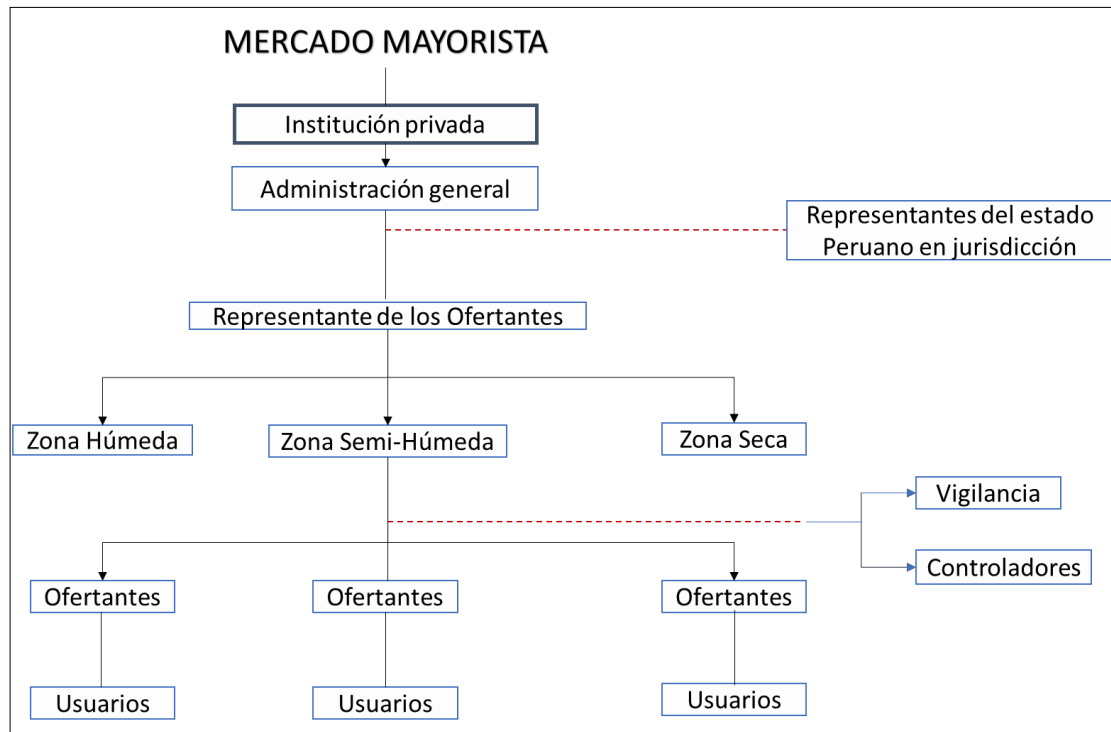 MERCADO MAYORISTA
Institución privada
Administración general
Representantes del estado
Peruano en jurisdicción
Representante de los Ofertantes
Zona Húmeda
Zona Semi-Húmeda
Zona Seca
Vigilancia
Controladores
Ofertantes
Ofertantes
Ofertantes
Usuarios
Usuarios
Usuarios